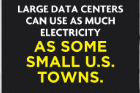 LARGE DATA CENTERS
CAN USE AS MUCH
ELECTRICITY
AS SOME
SMALL U.S.
TOWNS.